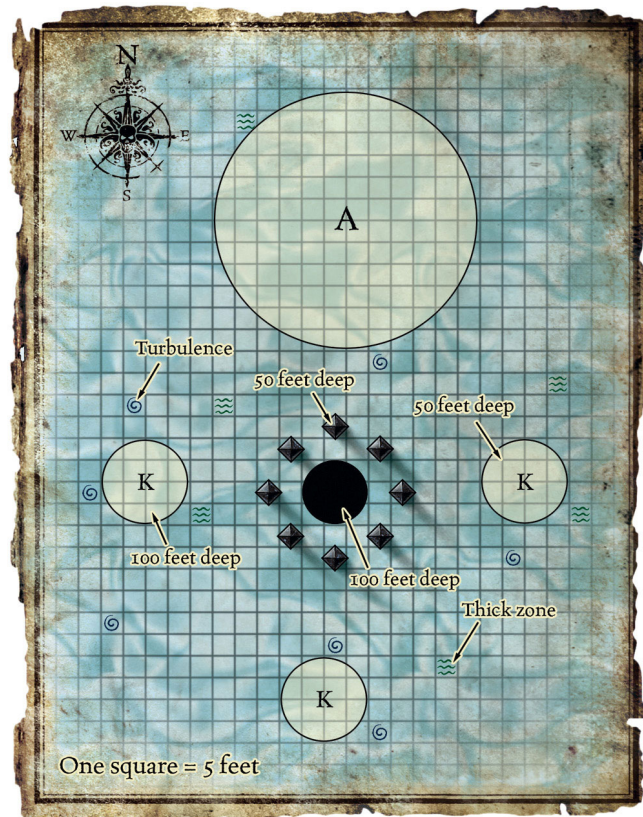 N
W
E
S
A
Turbulence
50 feet deep
50 feet deep
K
K
100 feet deep
100 feet deep
Thick zone
K
One square = 5 feet